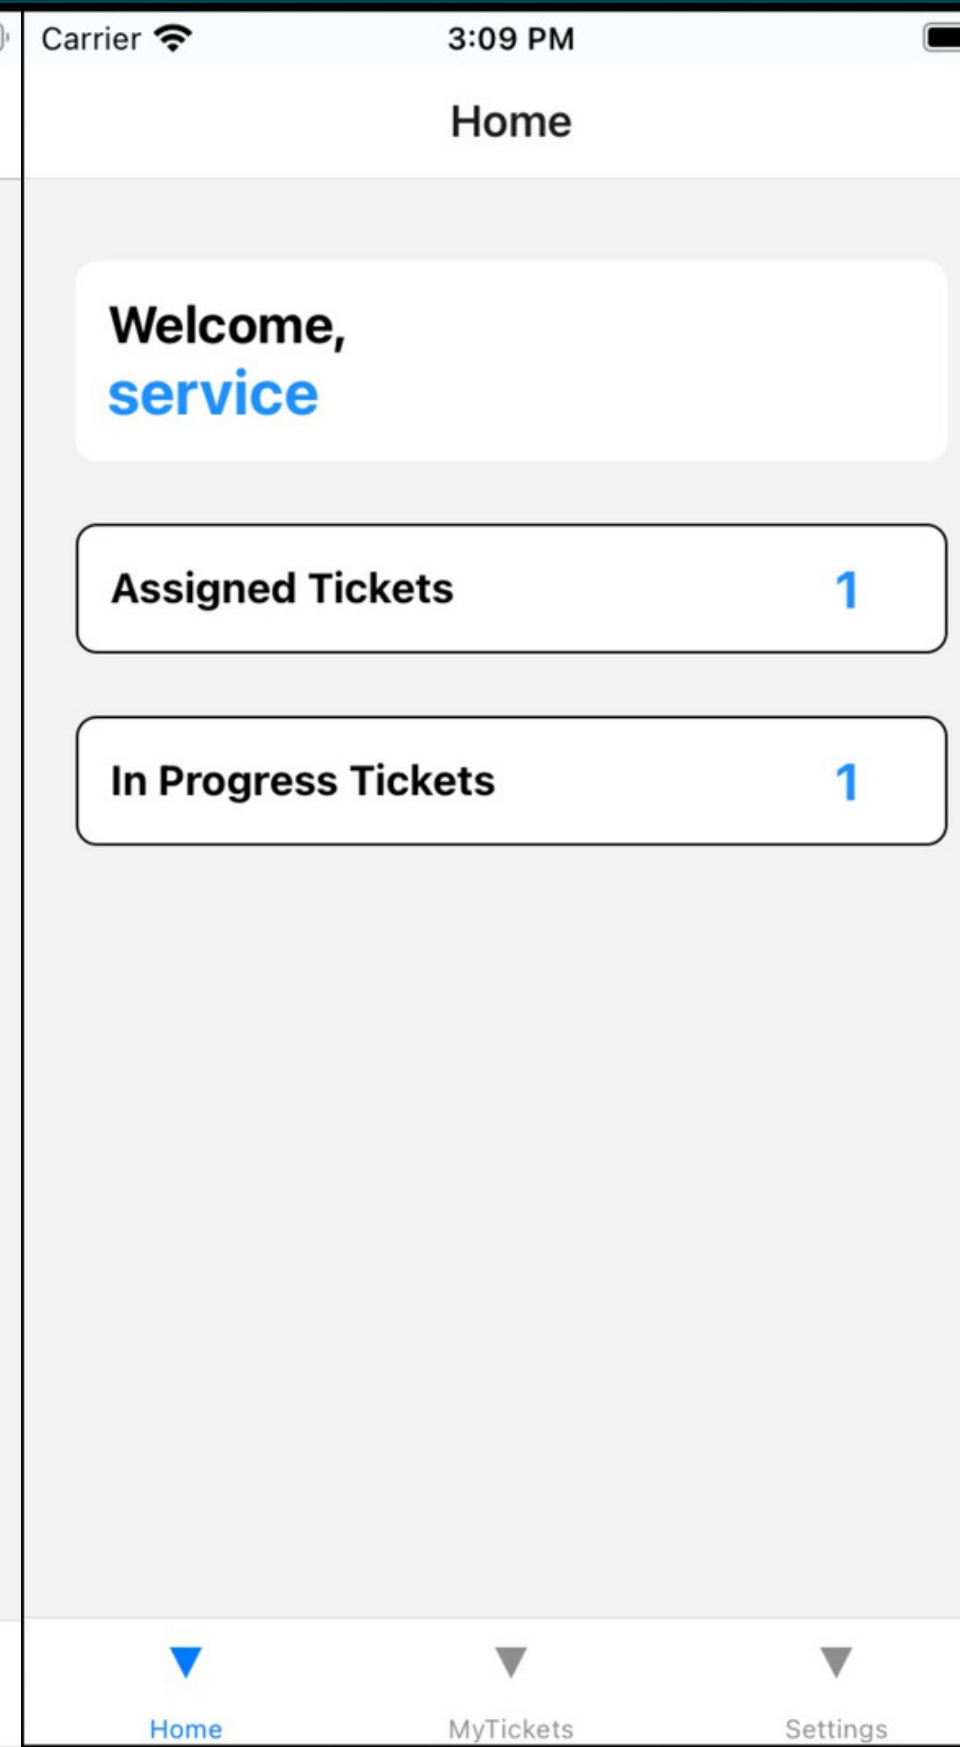 Carrier 3:09 PM
Home
Welcome,
service
Assigned Tickets 1
In Progress Tickets 1
Home MyTickets Settings